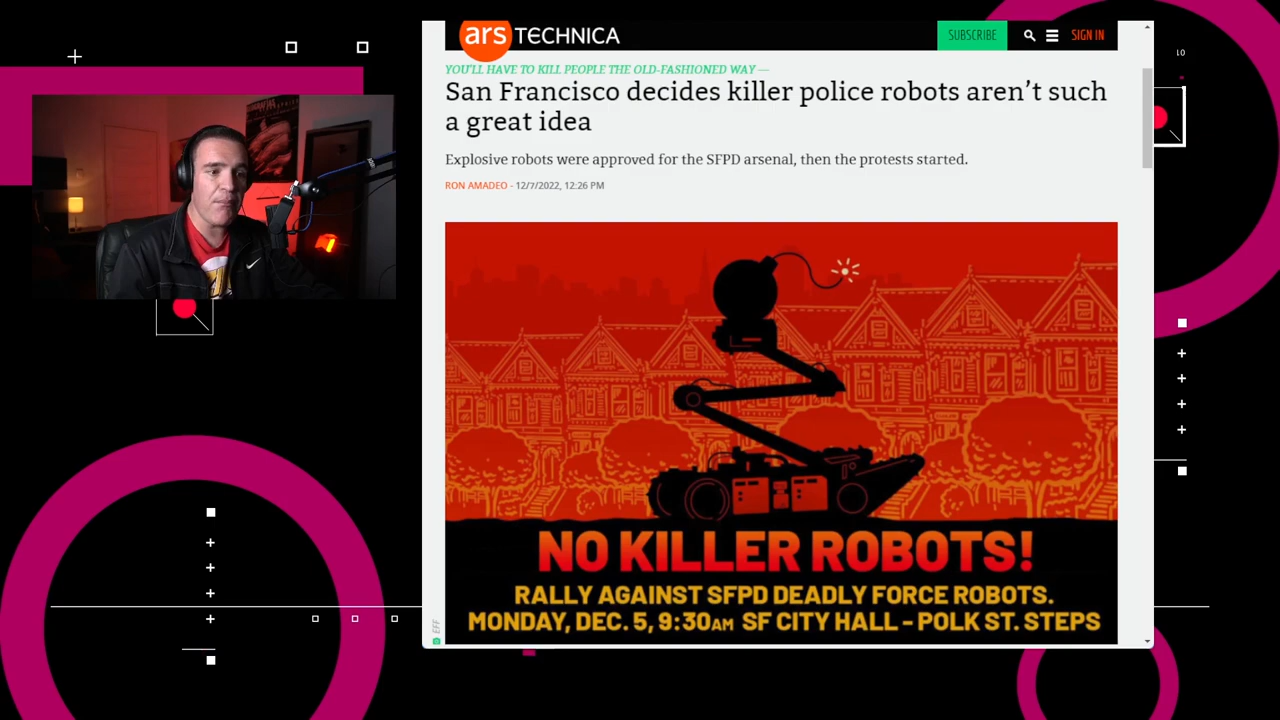 ars TECHNICA
SUBSCRIBE
SIGN IN
YOU'LL HAVE TO KILL PEOPLE THE OLD-FASHIONED WAY —
San Francisco decides killer police robots aren't such
a great idea
Explosive robots were approved for the SFPD arsenal, then the protests started.
RON AMADEO - 12/7/2022, 12:26 PM
NO KILLER ROBOTS!
RALLY AGAINST SFPD DEADLY FORCE ROBOTS.
MONDAY, DEC. 5, 9:30AM SF CITY HALL – POLK ST. STEPS
EFF
10